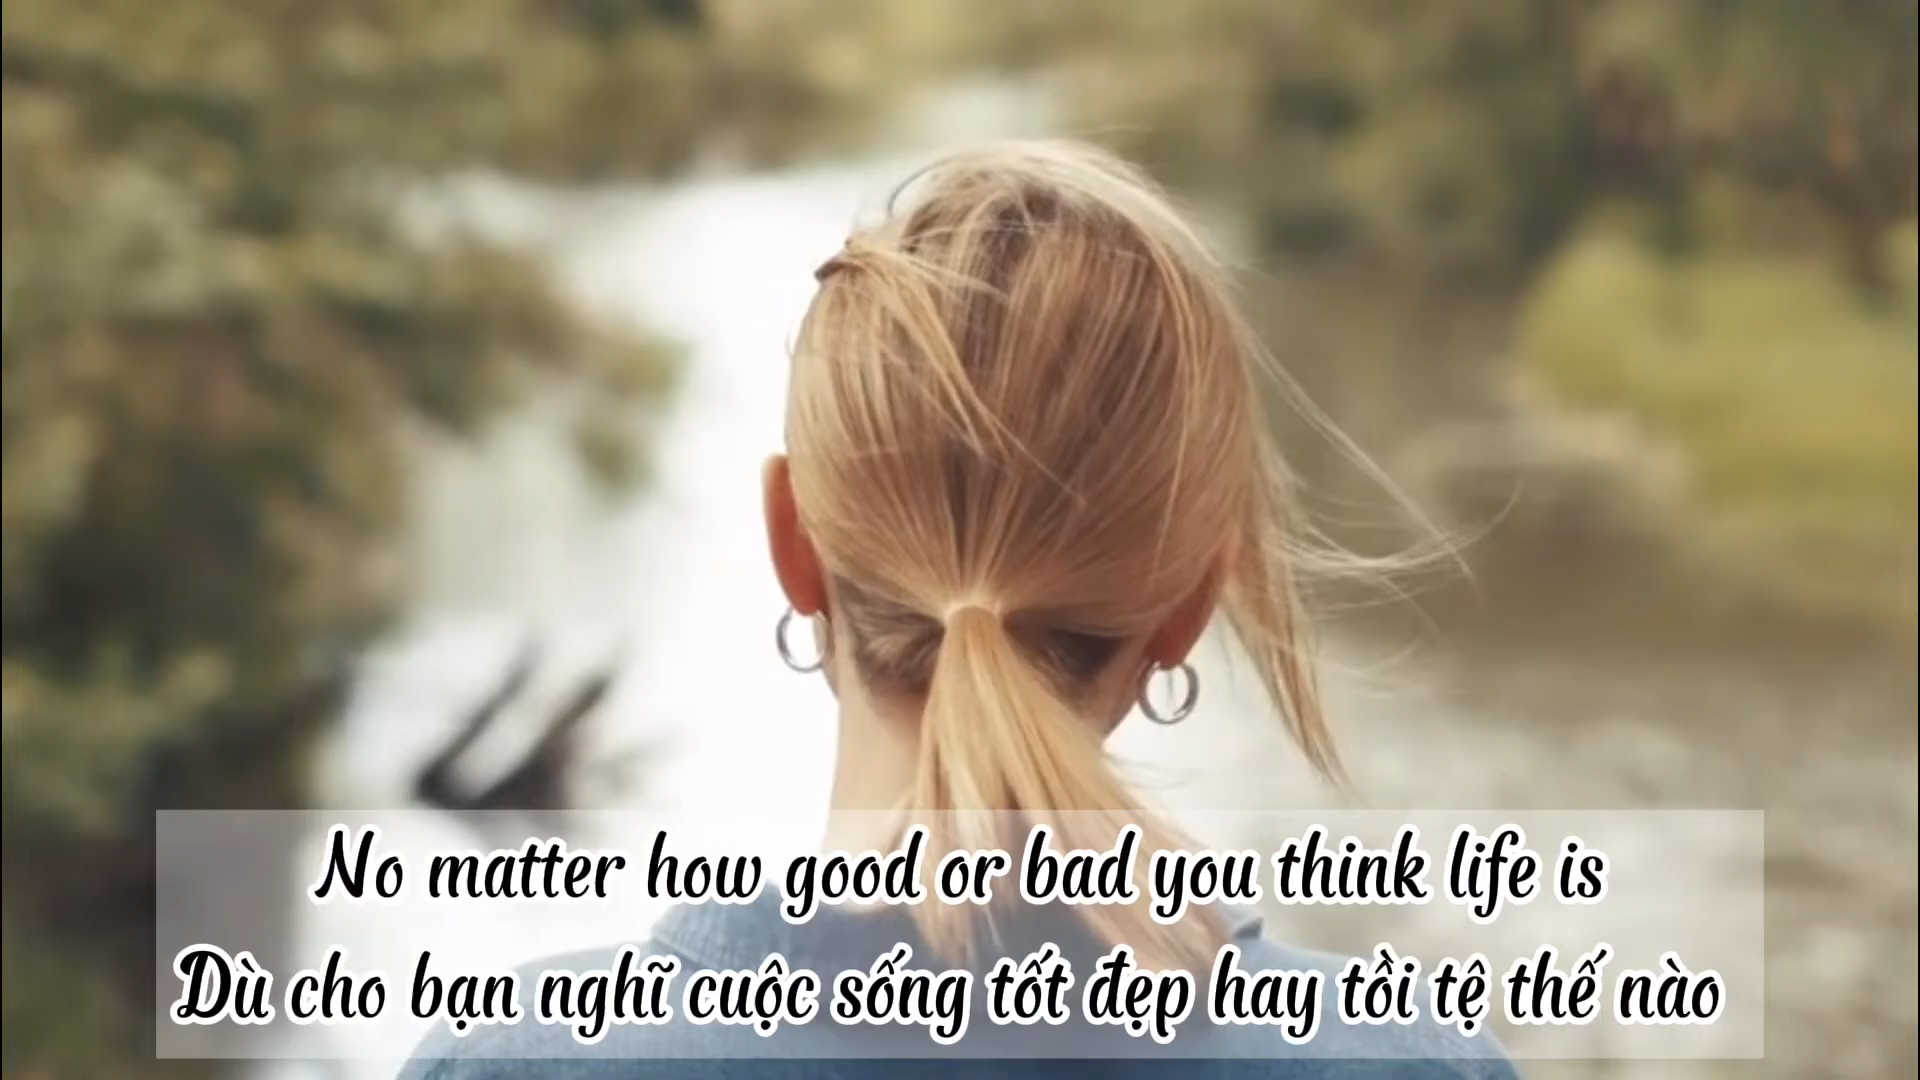 No matter how good or bad you think life is
Dù cho bạn nghĩ cuộc sống tốt đẹp hay tồi tệ thế nào